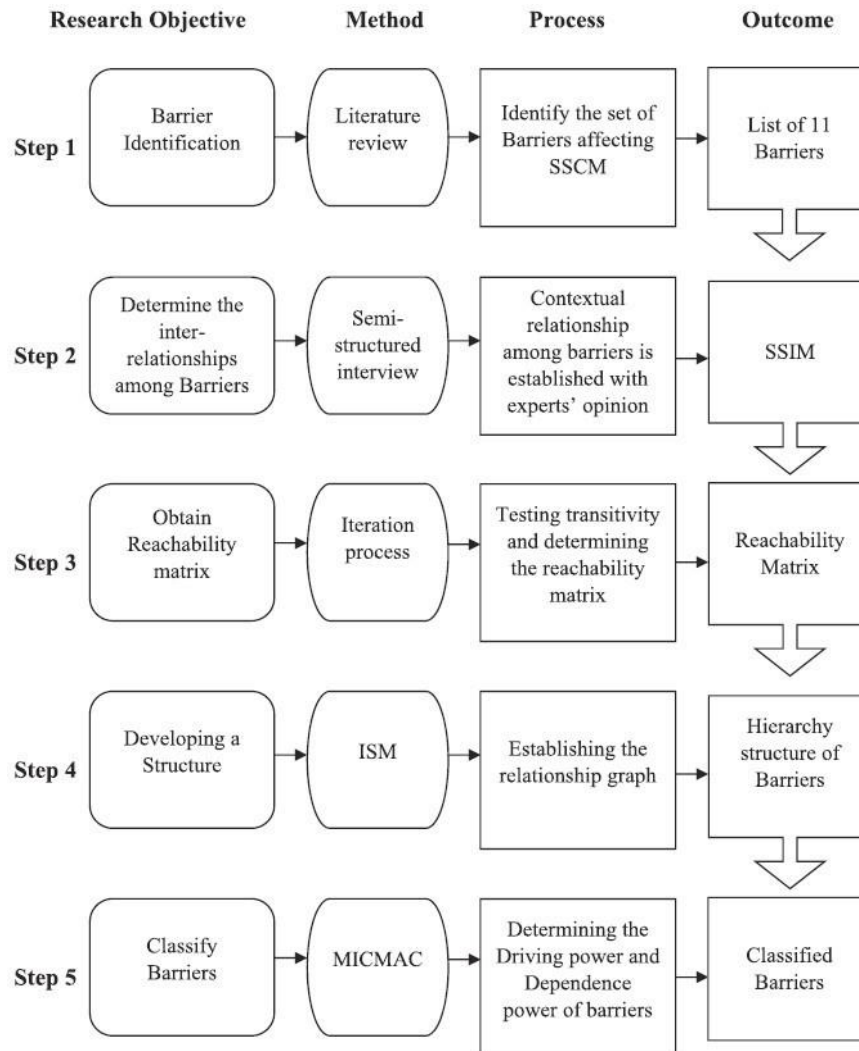 Research Objective Method Process Outcome
Step 1
Barrier
Identification
Literature
review
Identify the set of
Barriers affecting
SSCM
List of 11
Barriers
Step 2
Determine the
inter-
relationships
among Barriers
Semi-
structured
interview
Contextual
relationship
among barriers is
established with
experts’ opinion
SSIM
Step 3
Obtain
Reachability
matrix
Iteration
process
Testing transitivity
and determining
the reachability
matrix
Reachability
Matrix
Step 4
Developing a
Structure
ISM
Establishing the
relationship graph
Hierarchy
structure of
Barriers
Step 5
Classify
Barriers
MICMAC
Determining the
Driving power and
Dependence
power of barriers
Classified
Barriers